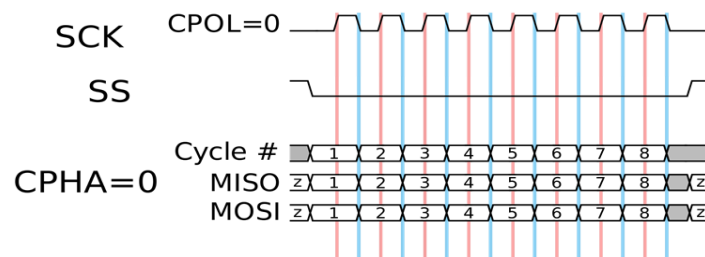 SCK CPOL=0
SS
Cycle # 1 2 3 4 5 6 7 8
CPHA=0
MISO z 1 2 3 4 5 6 7 8 z
MOSI z 1 2 3 4 5 6 7 8 z